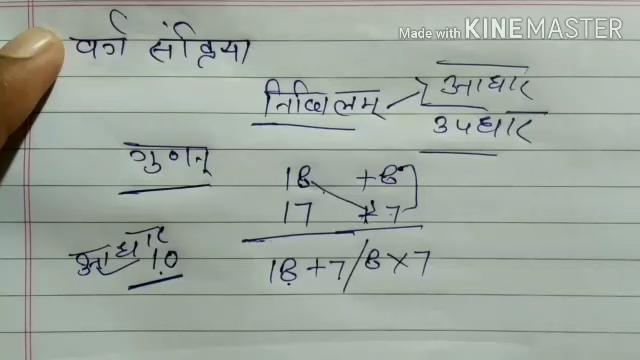 Made with KINEMASTER
वर्ग संक्रिया
निखिलम् आधार
उपधार
गुणन
18 +8
17 +7
आधार 10
18+7/8×7